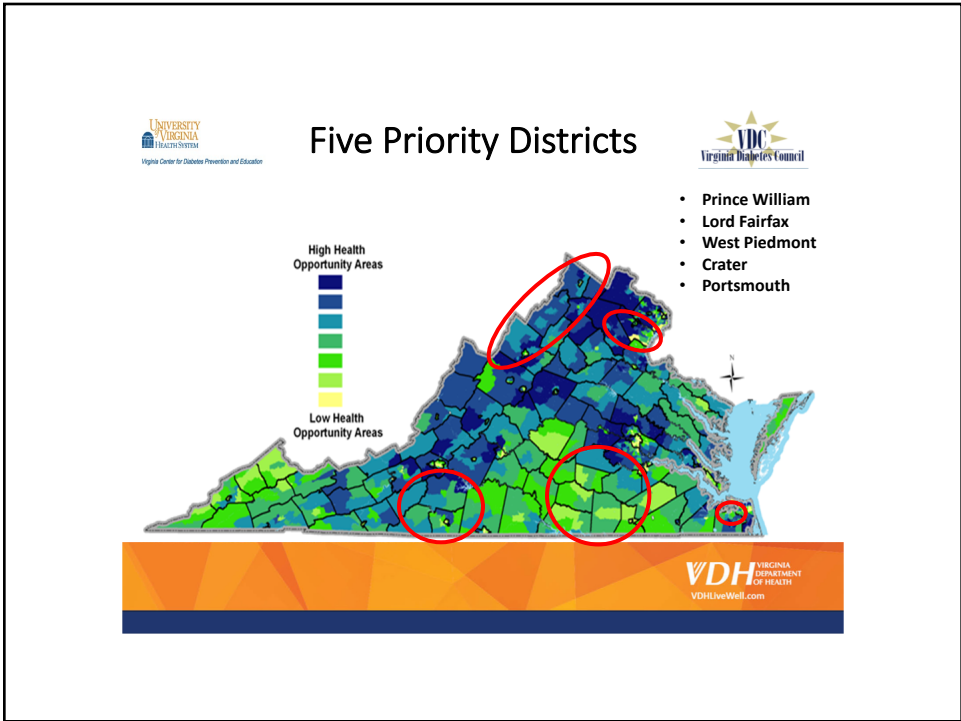 UNIVERSITY
of VIRGINIA
HEALTH SYSTEM
Virginia Center for Diabetes Prevention and Education
Five Priority Districts
VDC
Virginia Diabetes Council
• Prince William
• Lord Fairfax
• West Piedmont
• Crater
• Portsmouth
High Health
Opportunity Areas
Low Health
Opportunity Areas
N
VDH VIRGINIA
DEPARTMENT
OF HEALTH
VDHLiveWell.com